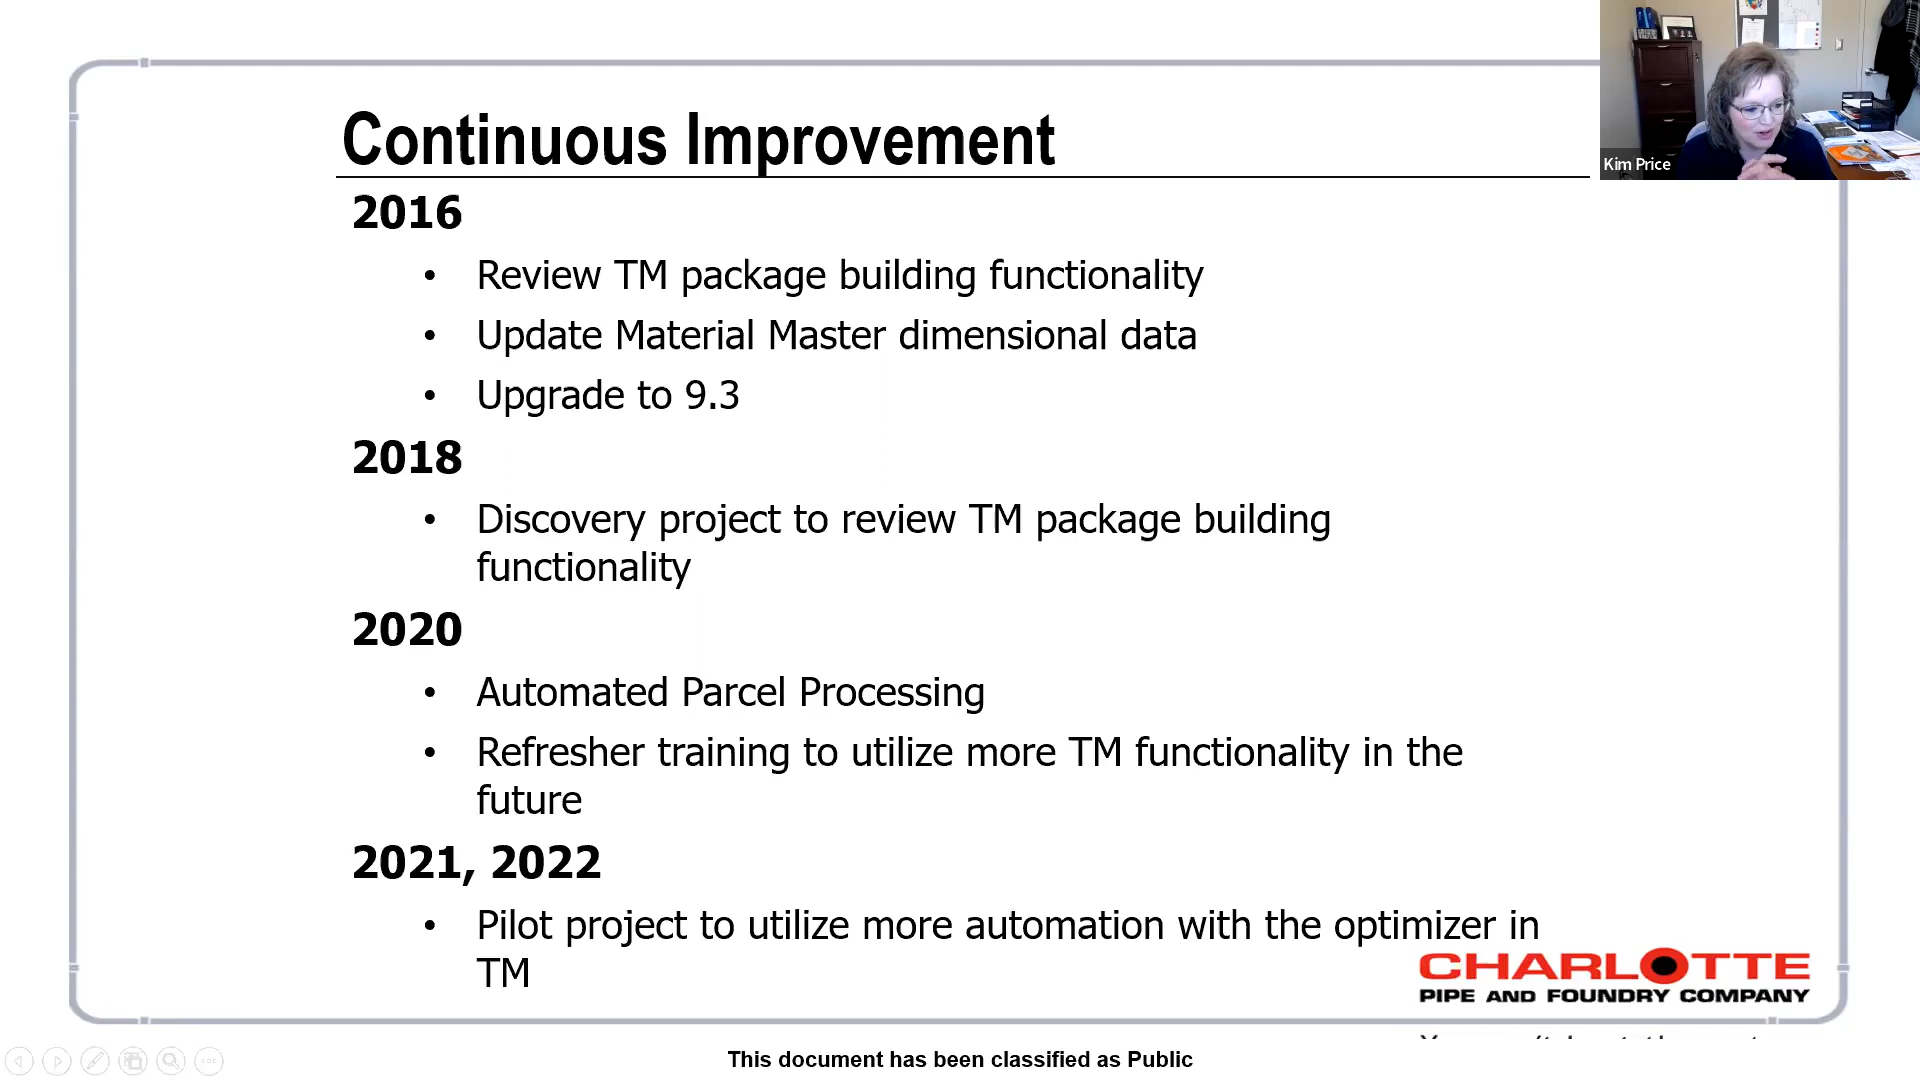 Continuous Improvement
Kim Price
2016
• Review TM package building functionality
• Update Material Master dimensional data
• Upgrade to 9.3
2018
• Discovery project to review TM package building
functionality
2020
• Automated Parcel Processing
• Refresher training to utilize more TM functionality in the
future
2021, 2022
• Pilot project to utilize more automation with the optimizer in
TM
CHARLOTTE
PIPE AND FOUNDRY COMPANY
This document has been classified as Public